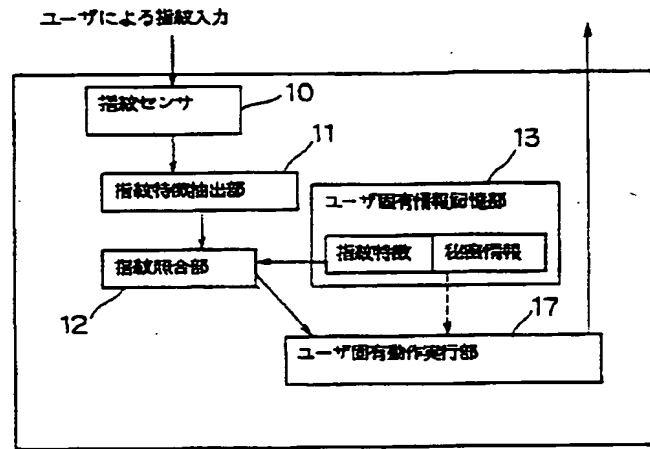 ユーザによる指紋入力
指紋センサ
10
11
指紋特徴抽出部
13
ユーザ固有情報記憶部
指紋特徴
秘密情報
指紋照合部
12
17
ユーザ固有動作実行部